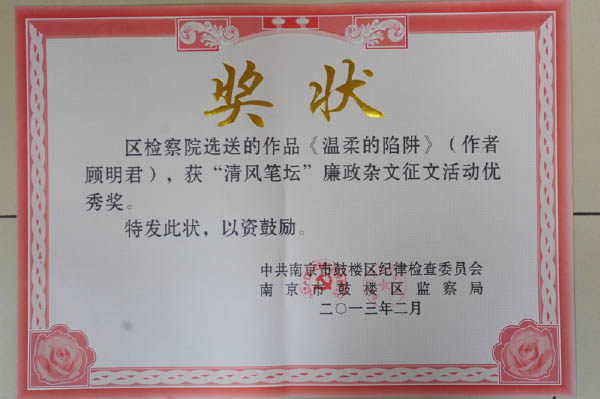 奖状
区检察院选送的作品《温柔的陷阱》（作者
顾明君），获“清风笔坛”廉政杂文征文活动优
秀奖。
特发此状，以资鼓励。
中共南京市鼓楼区纪律检查委员会
南京市鼓楼区监察局
二〇一三年二月